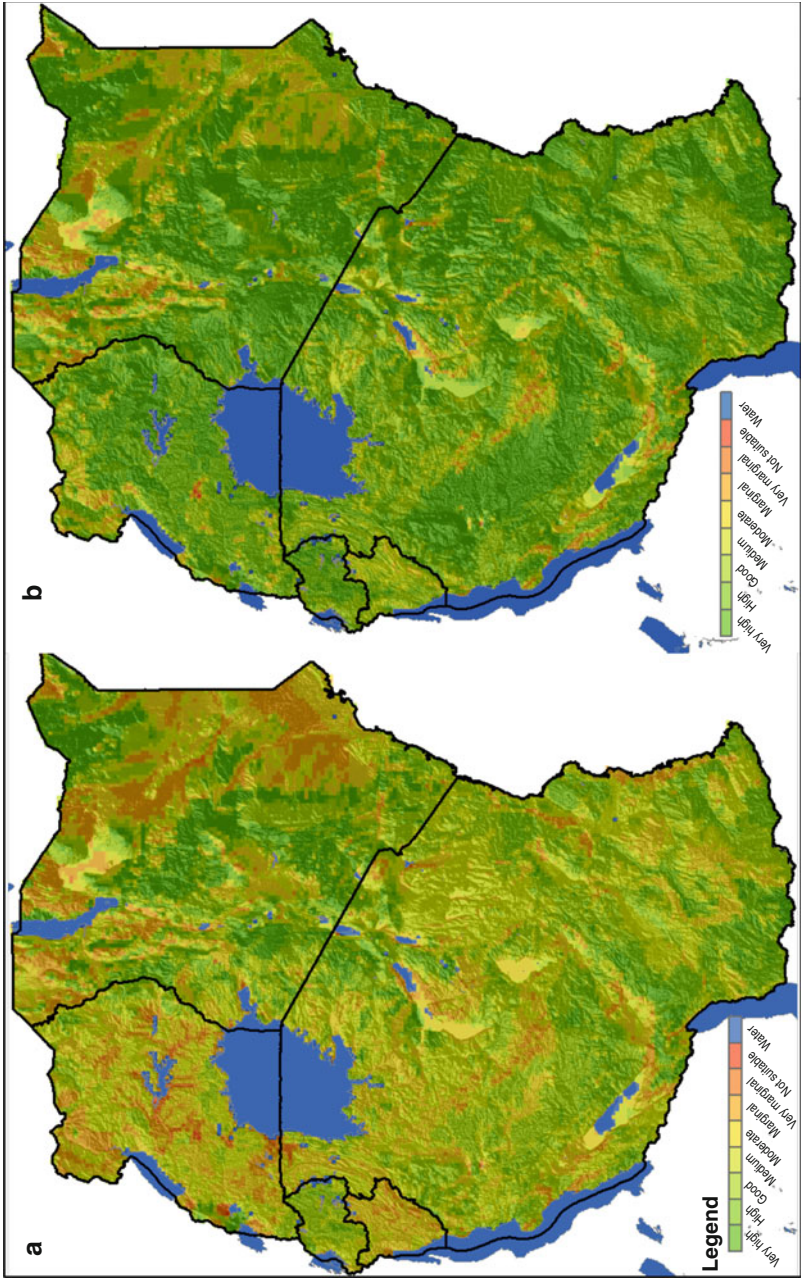 a
Legend
Very high
High
Good
Medium
Moderate
Marginal
Very marginal
Not suitable
Water
b
Very high
High
Good
Medium
Moderate
Marginal
Very marginal
Not suitable
Water